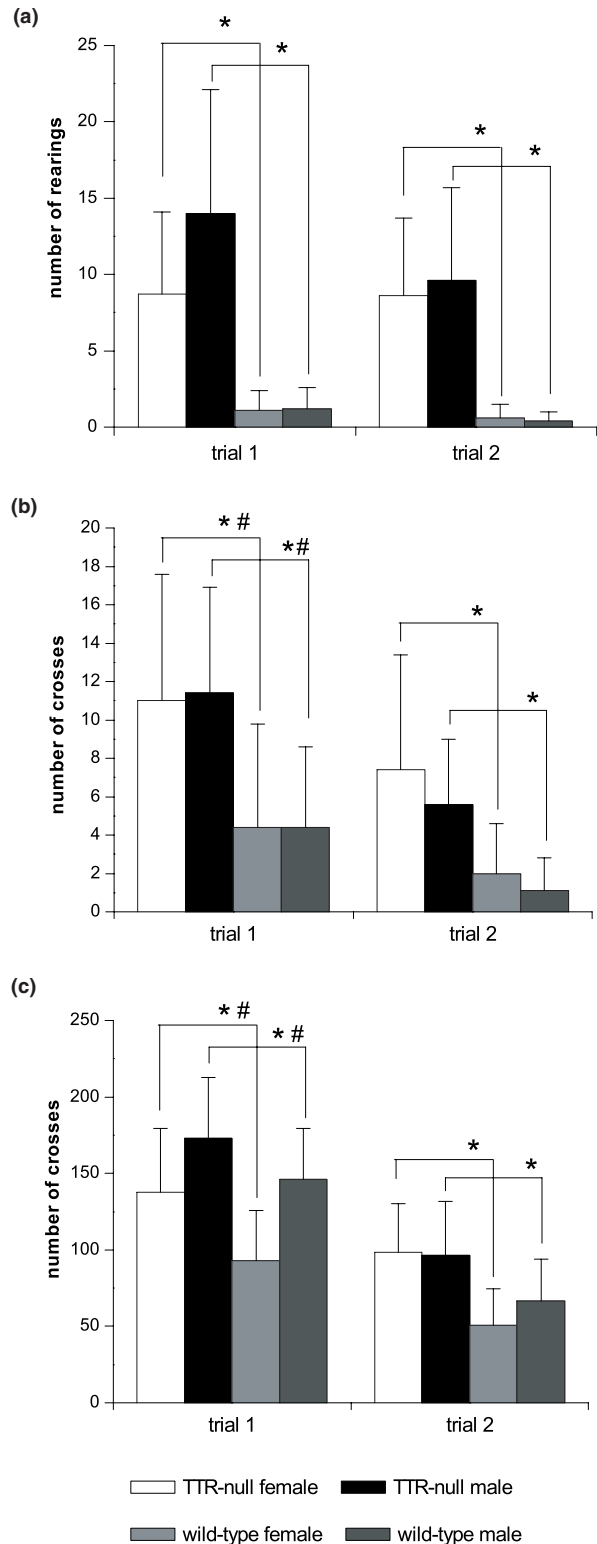 (a)
* *
* *
25
20
15
10
5
0
number of rearings
trial 1 trial 2
(b)
* # *#
* *
20
18
16
14
12
10
8
6
4
2
0
number of crosses
trial 1 trial 2
(c)
* # * #
* *
250
200
150
100
50
0
number of crosses
trial 1 trial 2
TTR-null female TTR-null male
wild-type female wild-type male